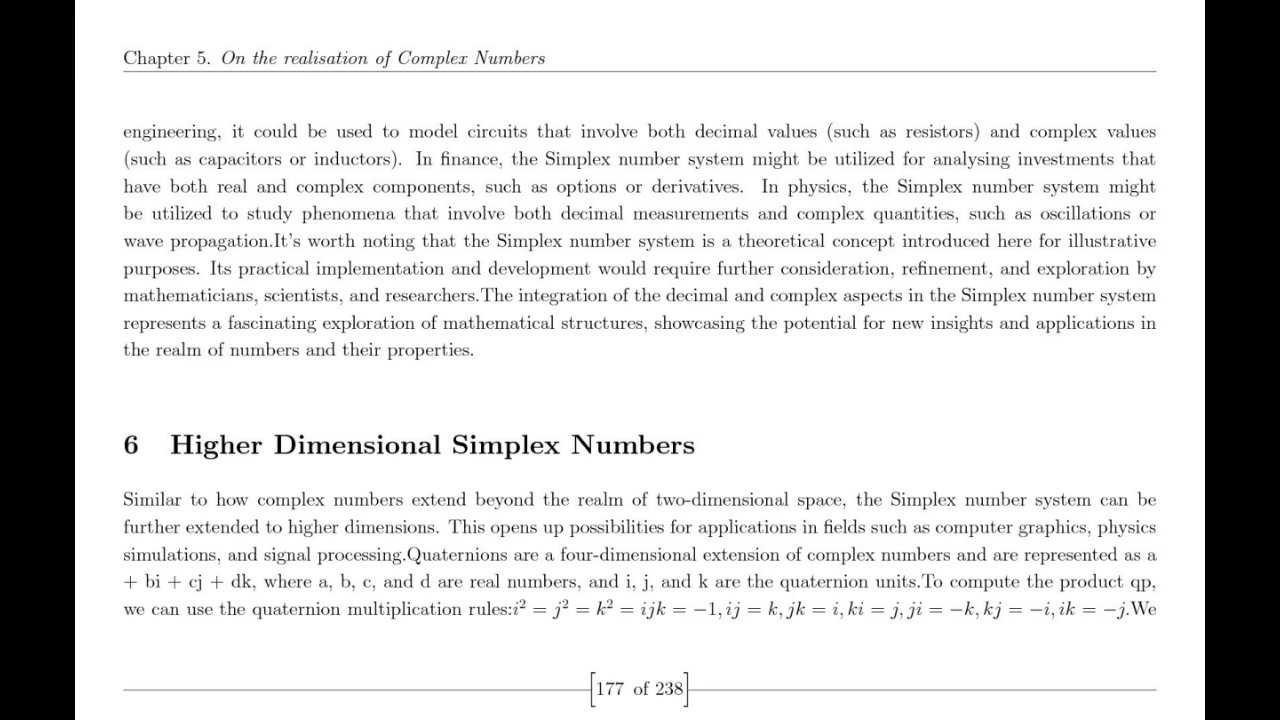 Chapter 5. On the realisation of Complex Numbers
engineering, it could be used to model circuits that involve both decimal values (such as resistors) and complex values
(such as capacitors or inductors). In finance, the Simplex number system might be utilized for analysing investments that
have both real and complex components, such as options or derivatives. In physics, the Simplex number system might
be utilized to study phenomena that involve both decimal measurements and complex quantities, such as oscillations or
wave propagation.It's worth noting that the Simplex number system is a theoretical concept introduced here for illustrative
purposes. Its practical implementation and development would require further consideration, refinement, and exploration by
mathematicians, scientists, and researchers.The integration of the decimal and complex aspects in the Simplex number system
represents a fascinating exploration of mathematical structures, showcasing the potential for new insights and applications in
the realm of numbers and their properties.
6 Higher Dimensional Simplex Numbers
Similar to how complex numbers extend beyond the realm of two-dimensional space, the Simplex number system can be
further extended to higher dimensions. This opens up possibilities for applications in fields such as computer graphics, physics
simulations, and signal processing.Quaternions are a four-dimensional extension of complex numbers and are represented as a
+ bi + cj + dk, where a, b, c, and d are real numbers, and i, j, and k are the quaternion units.To compute the product qp,
we can use the quaternion multiplication rules:i² = j² = k² = ijk = −1, ij = k, jk = i, ki = j, ji = −k, kj = −i, ik = −j.We
[177 of 238]